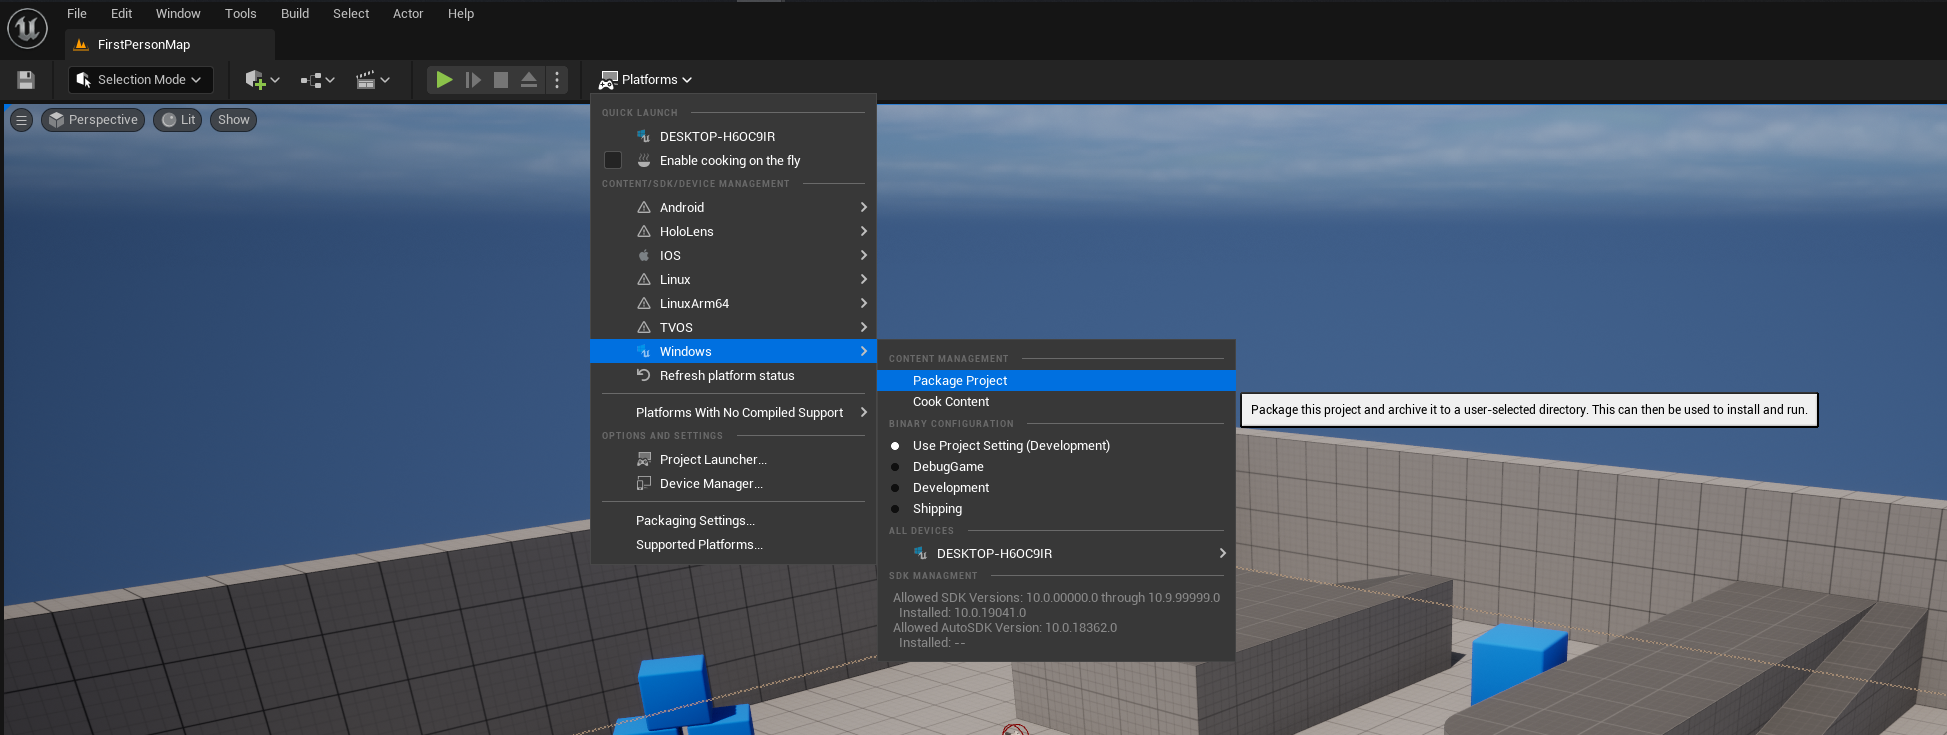 File Edit Window Tools Build Select Actor Help
FirstPersonMap
Selection Mode
Platforms
Perspective
Lit
Show
QUICK LAUNCH
DESKTOP-H6OC9IR
Enable cooking on the fly
CONTENT/SDK/DEVICE MANAGEMENT
Android
HoloLens
IOS
Linux
LinuxArm64
TVOS
Windows
Refresh platform status
Platforms With No Compiled Support
OPTIONS AND SETTINGS
Project Launcher...
Device Manager...
Packaging Settings...
Supported Platforms...
CONTENT MANAGEMENT
Package Project
Cook Content
BINARY CONFIGURATION
Use Project Setting (Development)
DebugGame
Development
Shipping
ALL DEVICES
DESKTOP-H6OC9IR
SDK MANAGMENT
Allowed SDK Versions: 10.0.00000.0 through 10.9.99999.0
Installed: 10.0.19041.0
Allowed AutoSDK Version: 10.0.18362.0
Installed: --
Package this project and archive it to a user-selected directory. This can then be used to install and run.